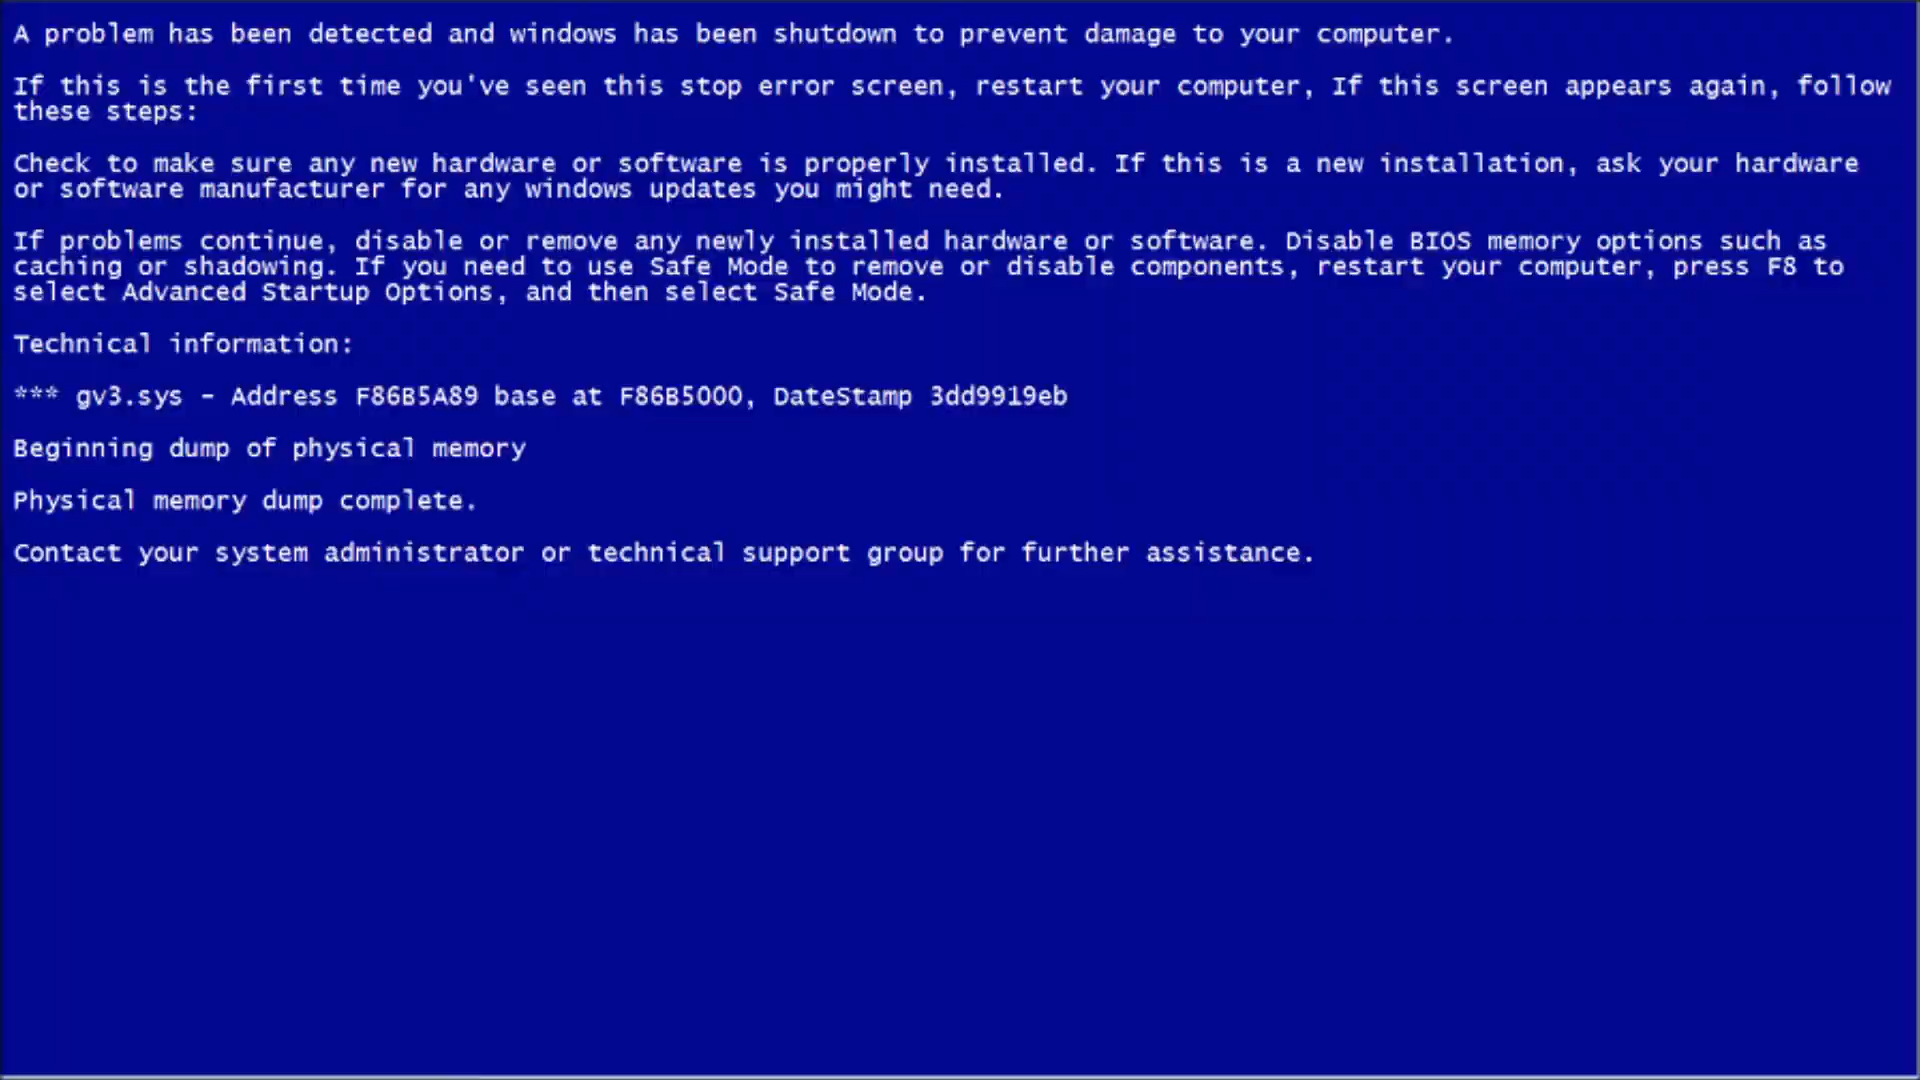 A problem has been detected and windows has been shutdown to prevent damage to your computer.
If this is the first time you've seen this stop error screen, restart your computer, If this screen appears again, follow
these steps:
Check to make sure any new hardware or software is properly installed. If this is a new installation, ask your hardware
or software manufacturer for any windows updates you might need.
If problems continue, disable or remove any newly installed hardware or software. Disable BIOS memory options such as
caching or shadowing. If you need to use Safe Mode to remove or disable components, restart your computer, press F8 to
select Advanced Startup Options, and then select Safe Mode.
Technical information:
*** gv3.sys - Address F86B5A89 base at F86B5000, DateStamp 3dd9919eb
Beginning dump of physical memory
Physical memory dump complete.
Contact your system administrator or technical support group for further assistance.